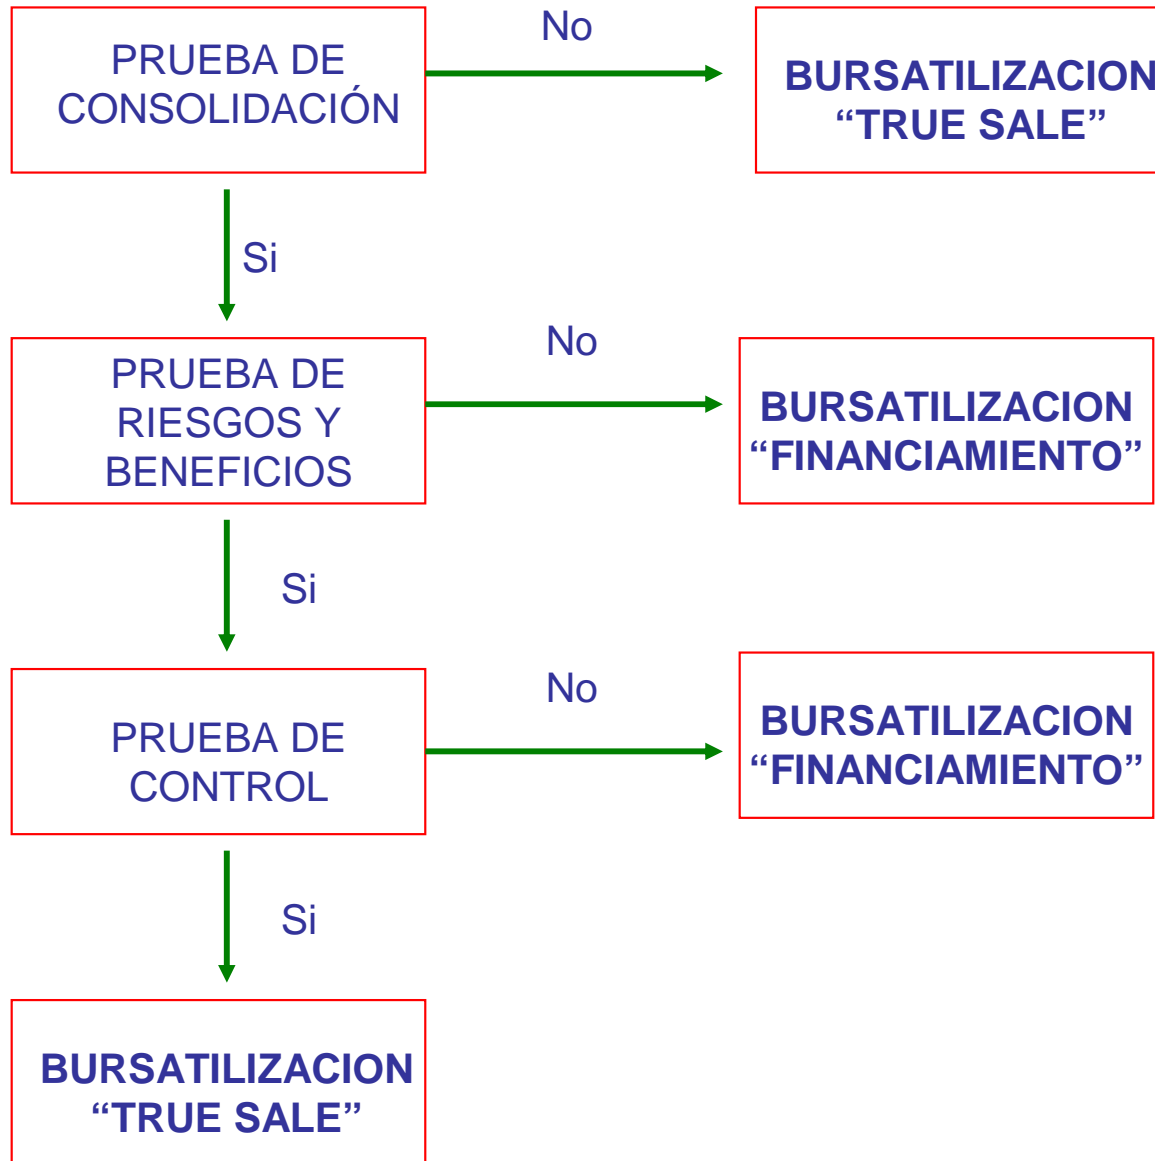 PRUEBA DE
CONSOLIDACIÓN
No
BURSATILIZACION
“TRUE SALE”
Si
PRUEBA DE
RIESGOS Y
BENEFICIOS
No
BURSATILIZACION
“FINANCIAMIENTO”
Si
PRUEBA DE
CONTROL
No
BURSATILIZACION
“FINANCIAMIENTO”
Si
BURSATILIZACION
“TRUE SALE”